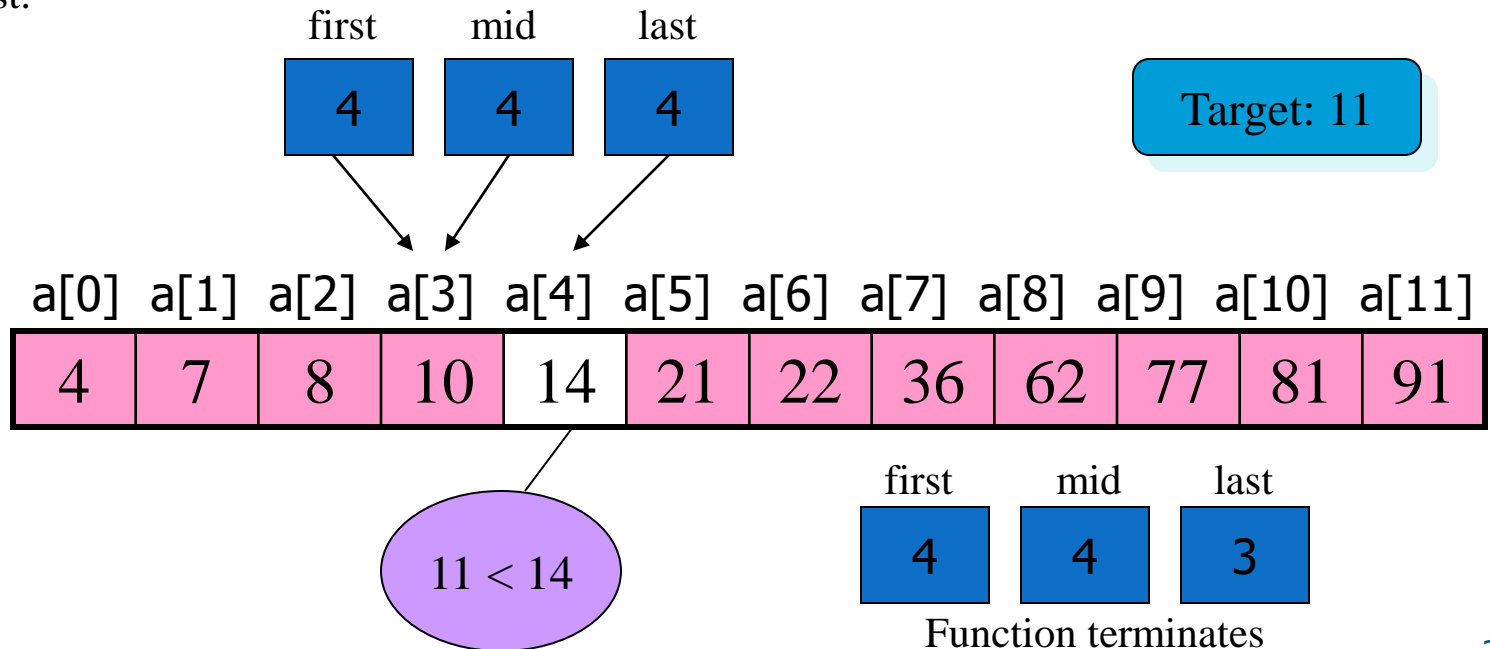 first mid last
4 4 4
Target: 11
a[0] a[1] a[2] a[3] a[4] a[5] a[6] a[7] a[8] a[9] a[10] a[11]
4 7 8 10 14 21 22 36 62 77 81 91
11 < 14
first mid last
4 4 3
Function terminates